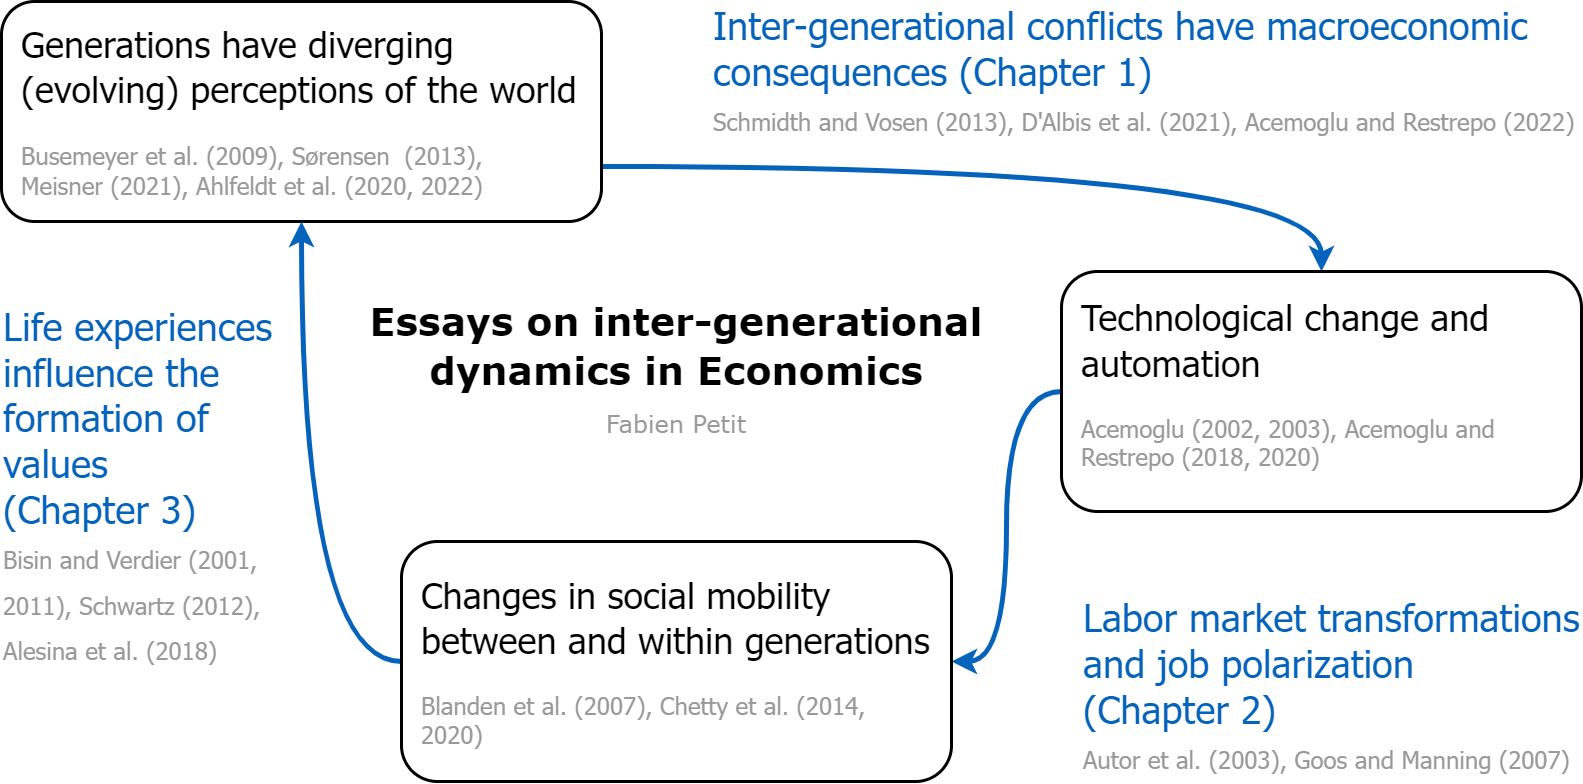 Generations have diverging
(evolving) perceptions of the world
Busemeyer et al. (2009), Sørensen  (2013),
Meisner (2021), Ahlfeldt et al. (2020, 2022)
Inter-generational conflicts have macroeconomic
consequences (Chapter 1)
Schmidth and Vosen (2013), D'Albis et al. (2021), Acemoglu and Restrepo (2022)
Technological change and
automation
Acemoglu (2002, 2003), Acemoglu and
Restrepo (2018, 2020)
Essays on inter-generational
dynamics in Economics
Fabien Petit
Life experiences
influence the
formation of
values
(Chapter 3)
Bisin and Verdier (2001,
2011), Schwartz (2012),
Alesina et al. (2018)
Changes in social mobility
between and within generations
Blanden et al. (2007), Chetty et al. (2014,
2020)
Labor market transformations
and job polarization
(Chapter 2)
Autor et al. (2003), Goos and Manning (2007)